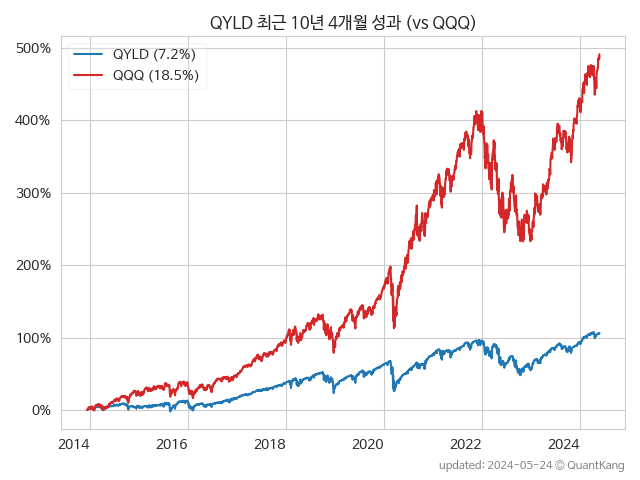 QYLD 최근 10년 4개월 성과 (vs QQQ)
QYLD (7.2%)
QQQ (18.5%)
500%
400%
300%
200%
100%
0%
2014 2016 2018 2020 2022 2024
updated: 2024-05-24 © QuantKang